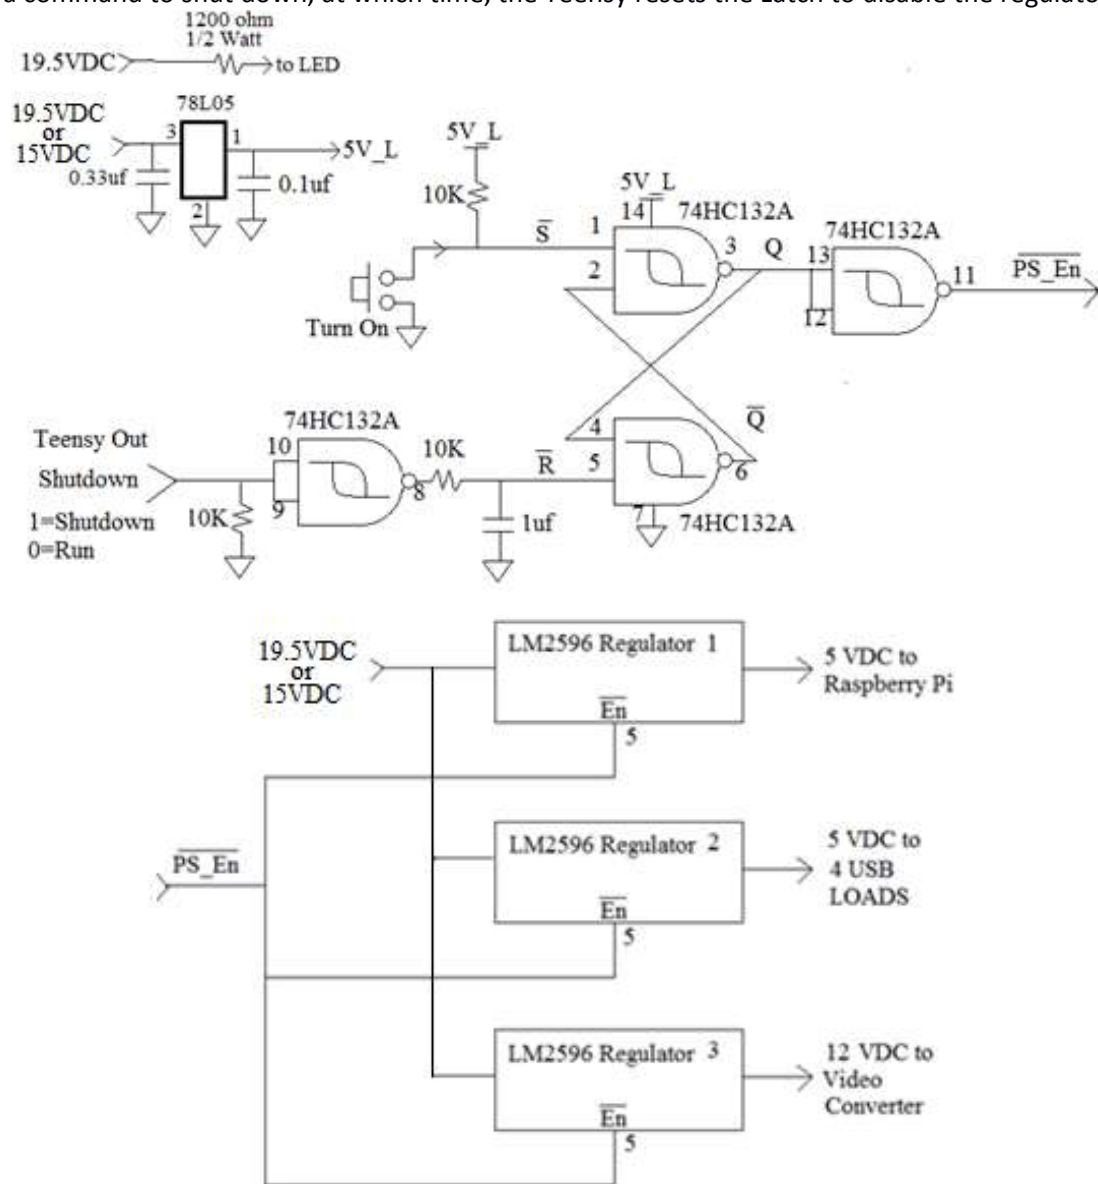 a command to shut down, at which time, the Teensy resets the Latch to disable the regulato
1200 ohm
1/2 Watt
19.5VDC
to LED
78L05
19.5VDC
or
15VDC
3
1
5V_L
0.33uf
0.1uf
2
5V_L
10K
5V_L
14
74HC132A
74HC132A
S̅
1
2
3
Q
13
12
11
P̅S̅_̅E̅n̅
Turn On
Teensy Out
Shutdown
1=Shutdown
0=Run
74HC132A
10
9
8
10K
10K
R̅
1uf
4
5
Q̅
6
7
74HC132A
19.5VDC
or
15VDC
LM2596 Regulator 1
E̅n̅
5
5 VDC to
Raspberry Pi
P̅S̅_̅E̅n̅
LM2596 Regulator 2
E̅n̅
5
5 VDC to
4 USB
LOADS
LM2596 Regulator 3
E̅n̅
5
12 VDC to
Video
Converter